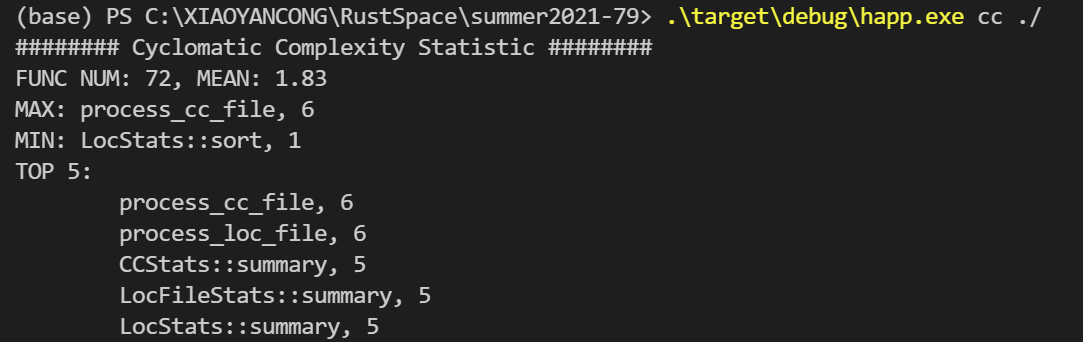 (base) PS C:\XIAOYANCONG\RustSpace\summer2021-79> .\target\debug\happ.exe cc ./
######## Cyclomatic Complexity Statistic ########
FUNC NUM: 72, MEAN: 1.83
MAX: process_cc_file, 6
MIN: LocStats::sort, 1
TOP 5:
process_cc_file, 6
process_loc_file, 6
CCStats::summary, 5
LocFileStats::summary, 5
LocStats::summary, 5